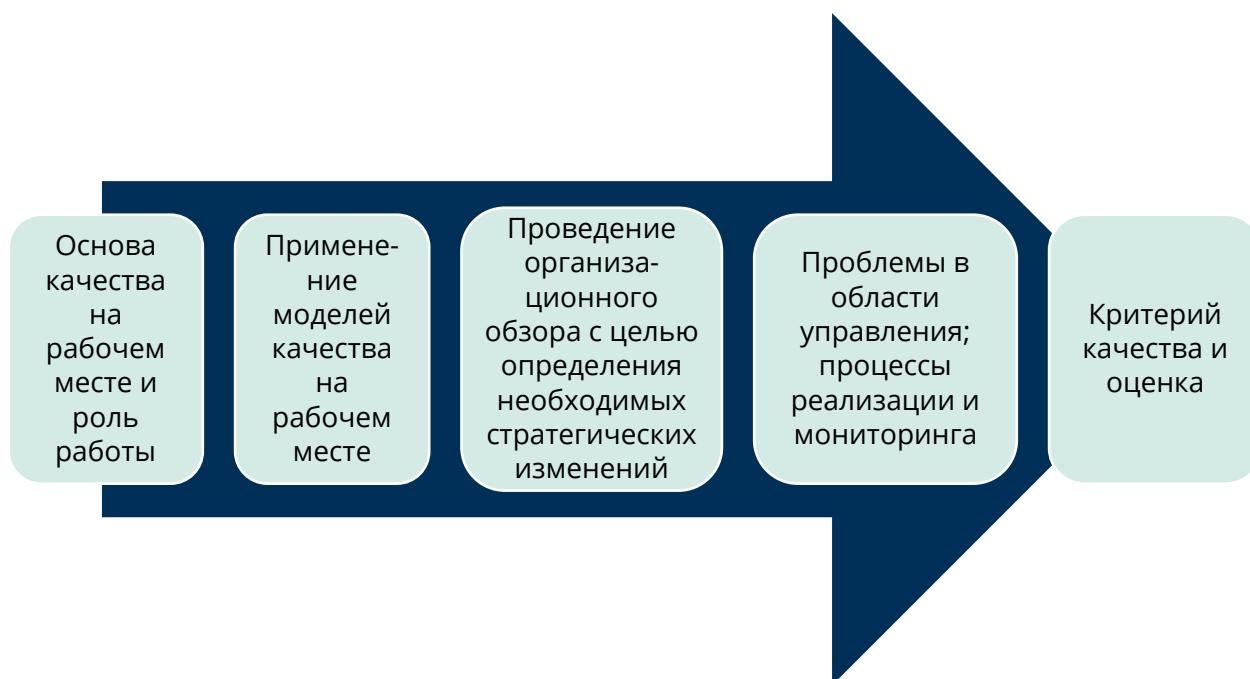 Основа
качества
на
рабочем
месте и
роль
работы
Примене-
ние
моделей
качества
на
рабочем
месте
Проведение
организа-
ционного
обзора с целью
определения
необходимых
стратегических
изменений
Проблемы в
области
управления;
процессы
реализации и
мониторинга
Критерий
качества и
оценка